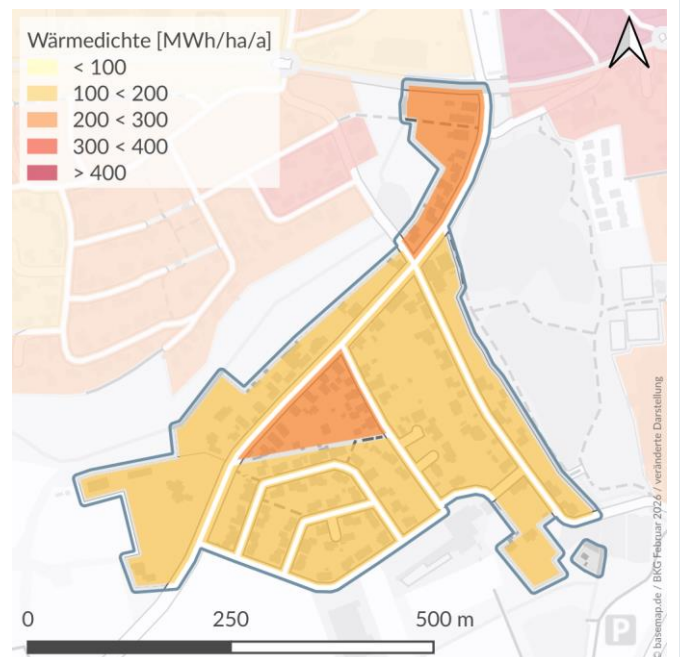 Wärmedichte [MWh/ha/a]
< 100
100 < 200
200 < 300
300 < 400
> 400
© basemap.de / BKG Februar 2026 / veränderte Darstellung
P
0 250 500 m